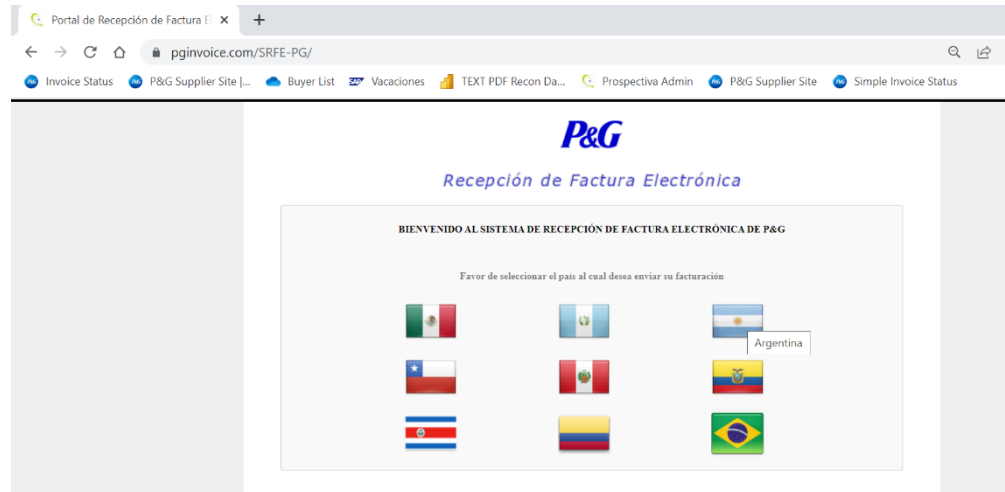 Portal de Recepción de Factura El
pginvoice.com/SRFE-PG/
Invoice Status P&G Supplier Site |... Buyer List SAP Vacaciones TEXT PDF Recon Da... Prospectiva Admin P&G Supplier Site Simple Invoice Status
P&G
Recepción de Factura Electrónica
BIENVENIDO AL SISTEMA DE RECEPCIÓN DE FACTURA ELECTRÓNICA DE P&G
Favor de seleccionar el país al cual desea enviar su facturación
Argentina